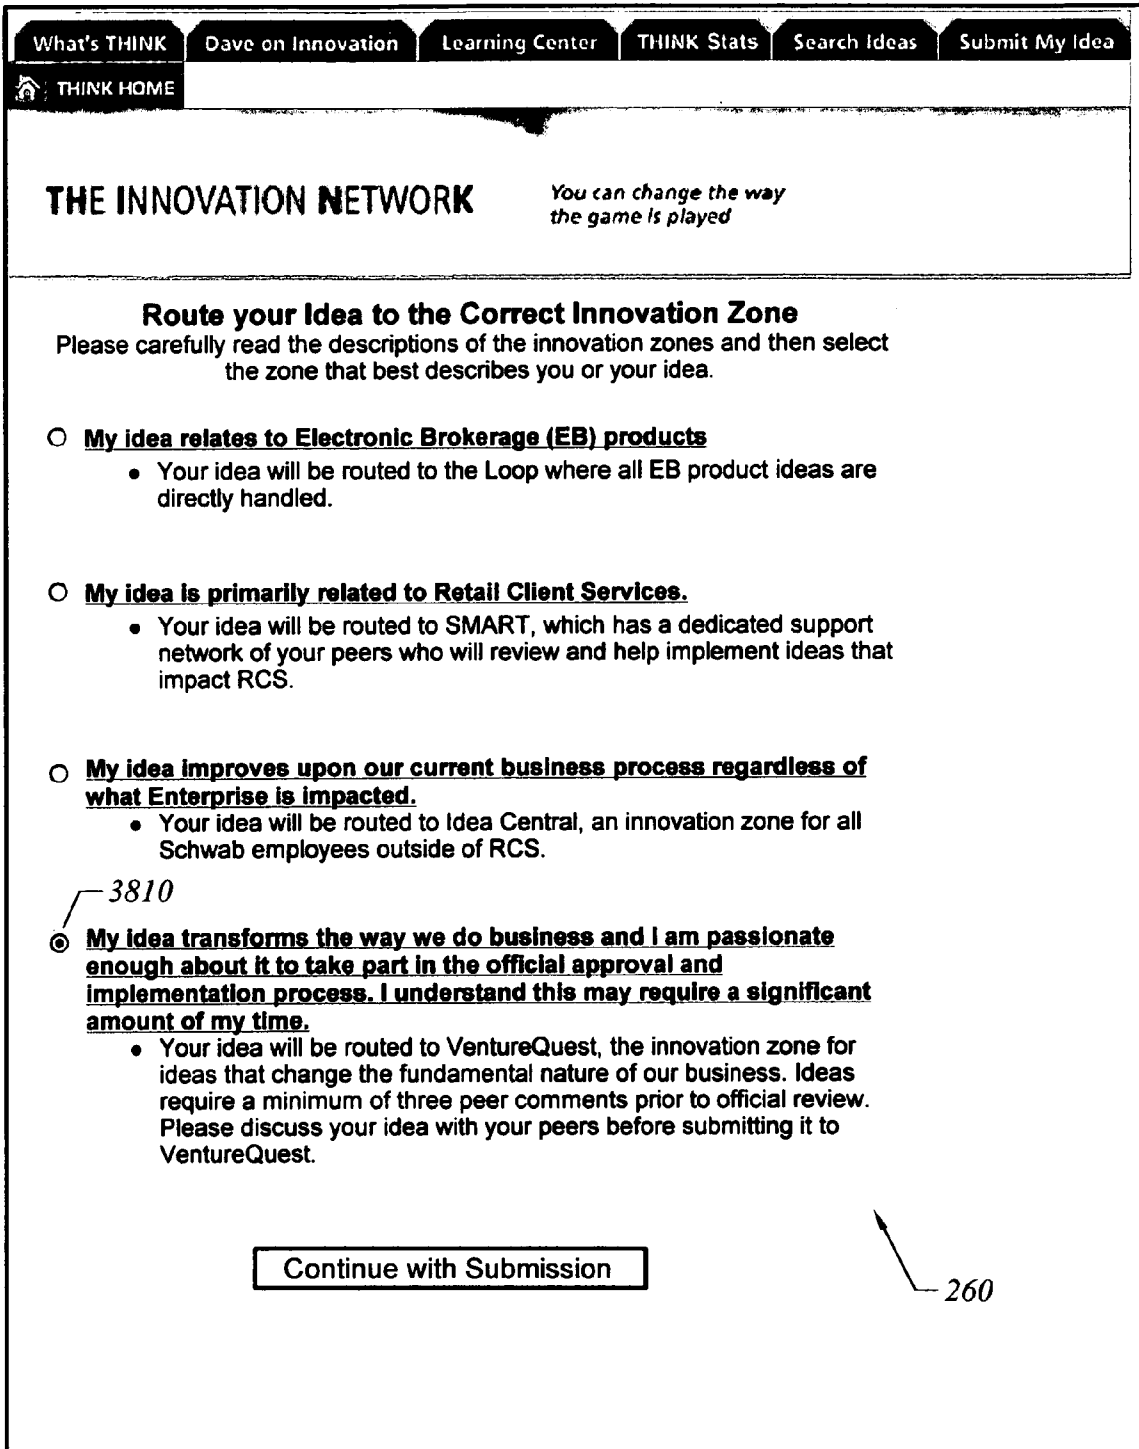 What's THINK Dave on Innovation Learning Center THINK Stats Search Ideas Submit My Idea
THINK HOME
THE INNOVATION NETWORK
You can change the way
the game is played
Route your Idea to the Correct Innovation Zone
Please carefully read the descriptions of the innovation zones and then select
the zone that best describes you or your idea.
My idea relates to Electronic Brokerage (EB) products
• Your idea will be routed to the Loop where all EB product ideas are
directly handled.
My idea is primarily related to Retail Client Services.
• Your idea will be routed to SMART, which has a dedicated support
network of your peers who will review and help implement ideas that
impact RCS.
My idea improves upon our current business process regardless of
what Enterprise is impacted.
• Your idea will be routed to Idea Central, an innovation zone for all
Schwab employees outside of RCS.
3810
My idea transforms the way we do business and I am passionate
enough about it to take part in the official approval and
implementation process. I understand this may require a significant
amount of my time.
• Your idea will be routed to VentureQuest, the innovation zone for
ideas that change the fundamental nature of our business. Ideas
require a minimum of three peer comments prior to official review.
Please discuss your idea with your peers before submitting it to
VentureQuest.
Continue with Submission
260